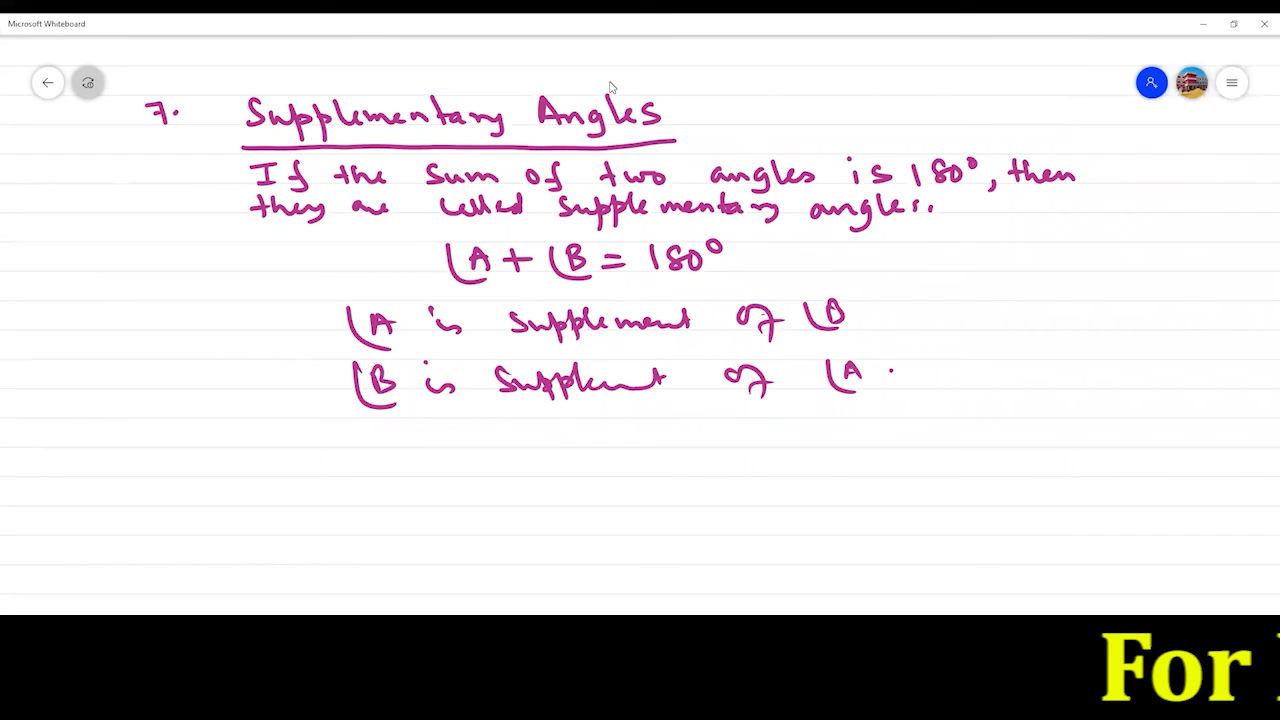 Microsoft Whiteboard
7. Supplementary Angles
If the sum of two angles is 180°, then
they are called supplementary angles.
∠A + ∠B = 180°
∠A is supplement of ∠B
∠B is supplement of ∠A.
For